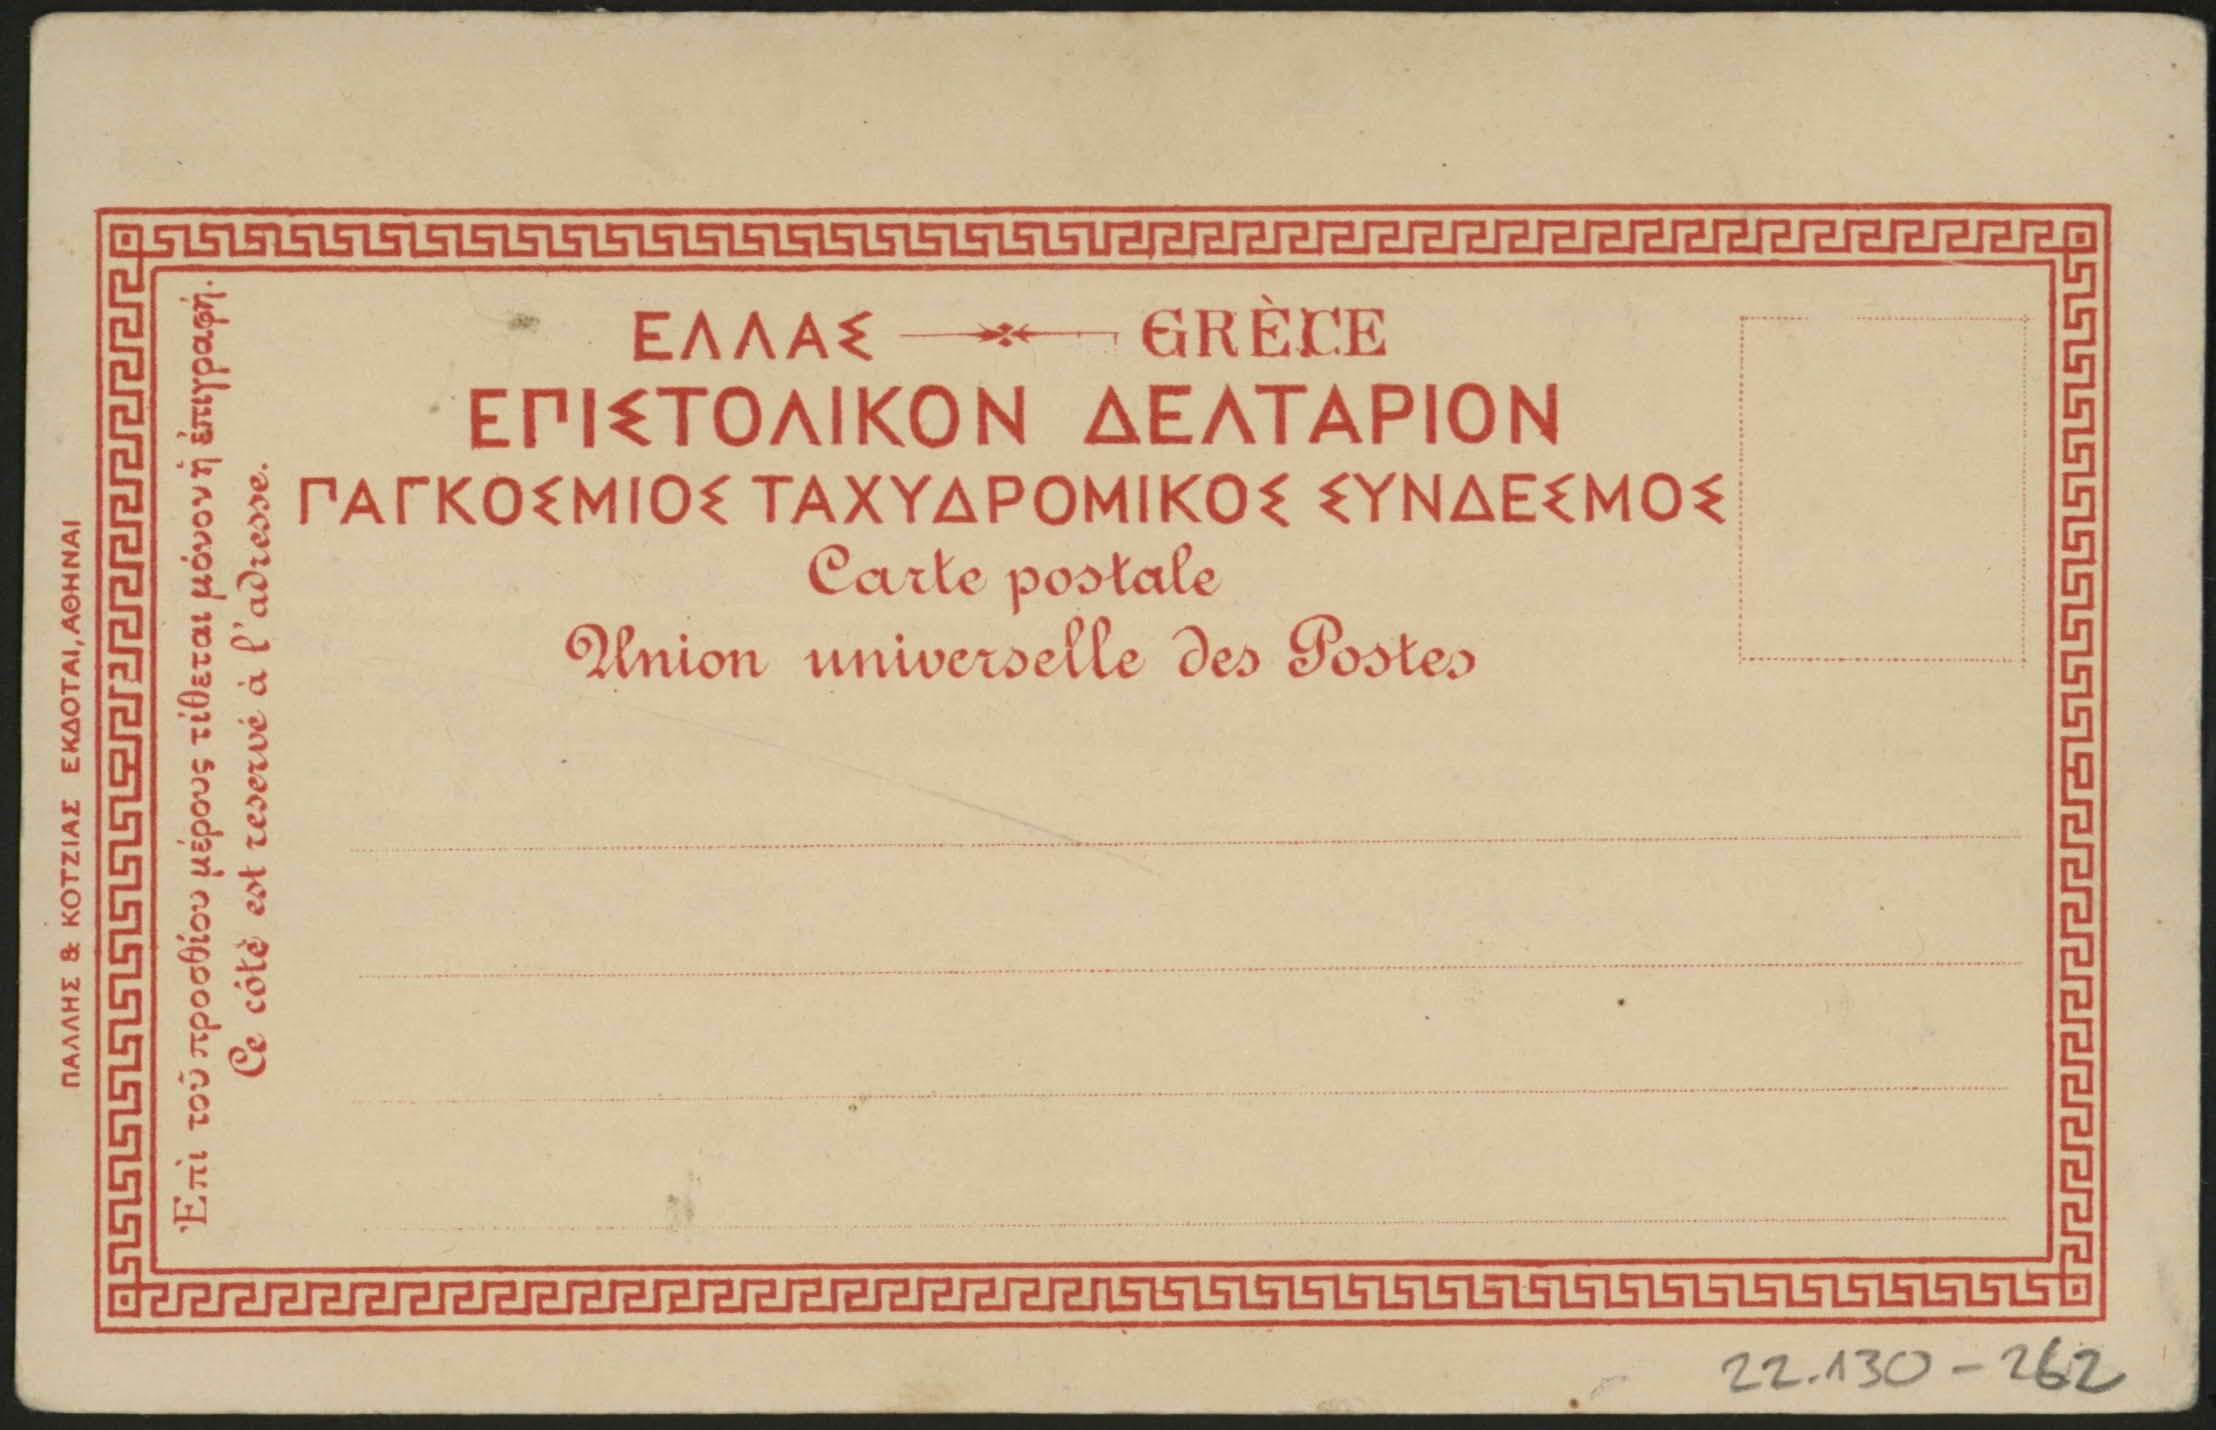 ΕΛΛΑΣ GRÈCE
ΕΠΙΣΤΟΛΙΚΟΝ ΔΕΛΤΑΡΙΟΝ
ΠΑΓΚΟΣΜΙΟΣ ΤΑΧΥΔΡΟΜΙΚΟΣ ΣΥΝΔΕΣΜΟΣ
Carte postale
Union universelle des Postes
Ἐπὶ τοῦ προσθίου μέρους τίθεται μόνον ἡ ἐπιγραφή.
Ce côtè est reservé à l'adresse.
ΠΑΛΛΗΣ & ΚΟΤΖΙΑΣ ΕΚΔΟΤΑΙ, ΑΘΗΝΑΙ
22.130-262